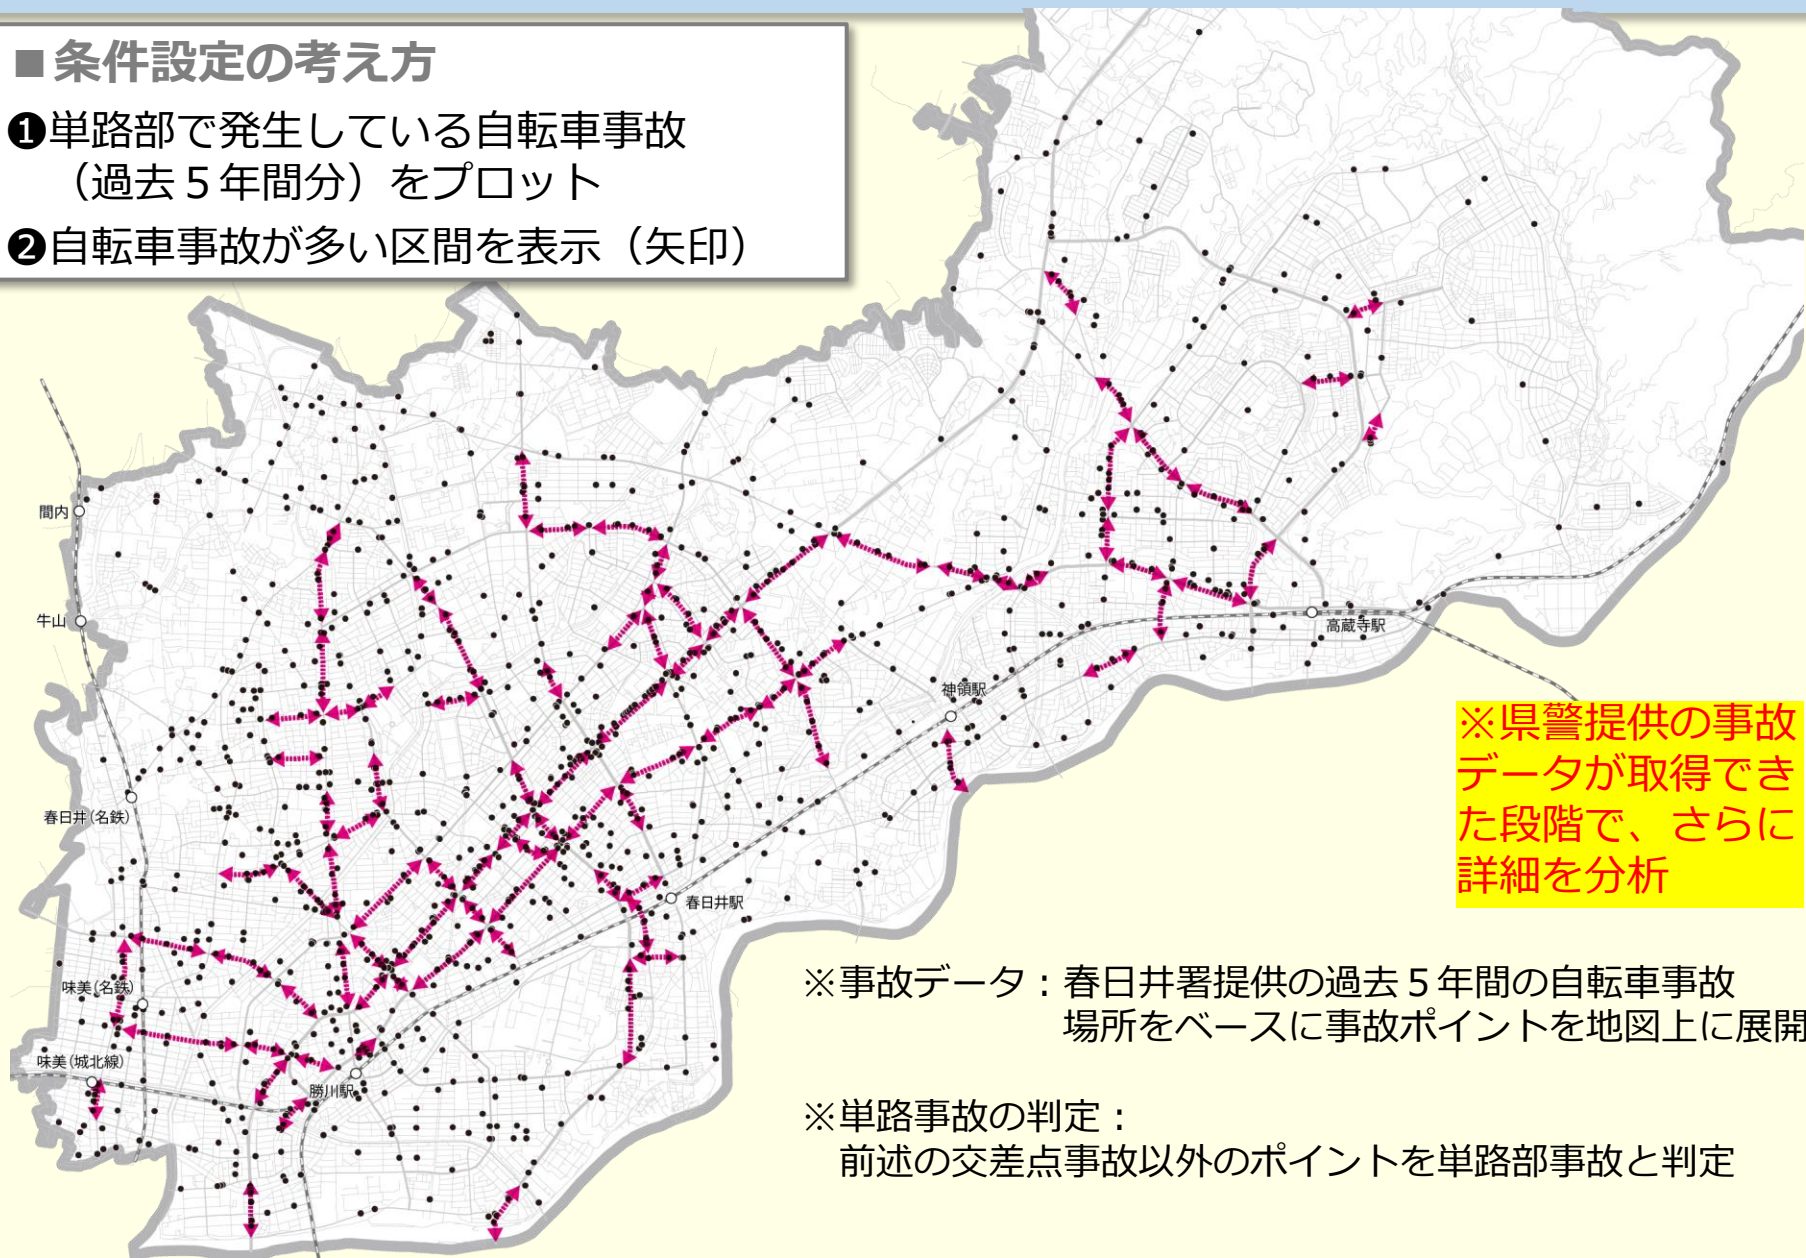 ■条件設定の考え方
❶単路部で発生している自転車事故
（過去５年間分）をプロット
❷自転車事故が多い区間を表示（矢印）
間内
牛山
高蔵寺駅
神領駅
※県警提供の事故
データが取得でき
た段階で、さらに
詳細を分析
春日井(名鉄)
春日井駅
味美(名鉄)
※事故データ：春日井署提供の過去５年間の自転車事故
場所をベースに事故ポイントを地図上に展開
味美(城北線)
勝川駅
※単路事故の判定：
前述の交差点事故以外のポイントを単路部事故と判定